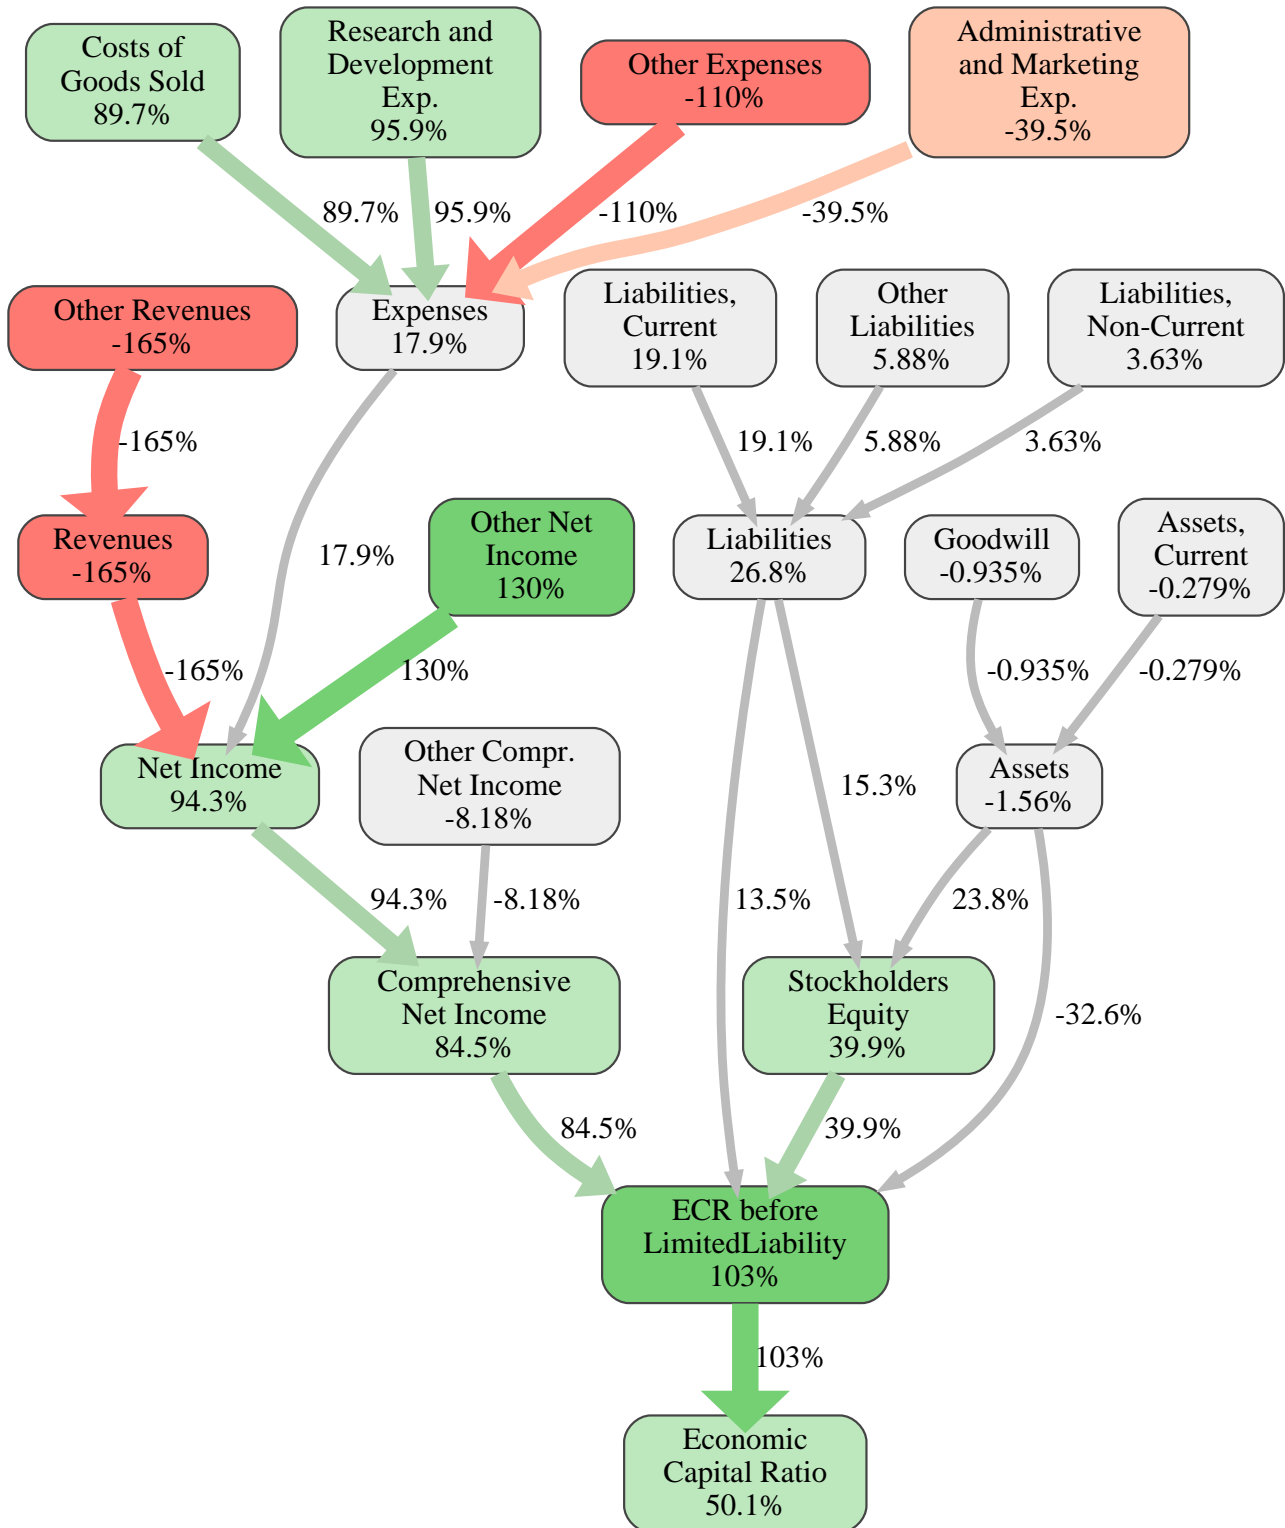 Costs of
Goods Sold
89.7%
Research and
Development
Exp.
95.9%
Other Expenses
-110%
Administrative
and Marketing
Exp.
-39.5%
89.7%
95.9%
-110%
-39.5%
Other Revenues
-165%
Expenses
17.9%
Liabilities,
Current
19.1%
Other
Liabilities
5.88%
Liabilities,
Non-Current
3.63%
-165%
19.1%
5.88%
3.63%
Revenues
-165%
17.9%
Other Net
Income
130%
Liabilities
26.8%
Goodwill
-0.935%
Assets,
Current
-0.279%
-165%
130%
-0.935%
-0.279%
Net Income
94.3%
Other Compr.
Net Income
-8.18%
15.3%
Assets
-1.56%
94.3%
-8.18%
13.5%
23.8%
Comprehensive
Net Income
84.5%
Stockholders
Equity
39.9%
-32.6%
84.5%
39.9%
ECR before
LimitedLiability
103%
103%
Economic
Capital Ratio
50.1%